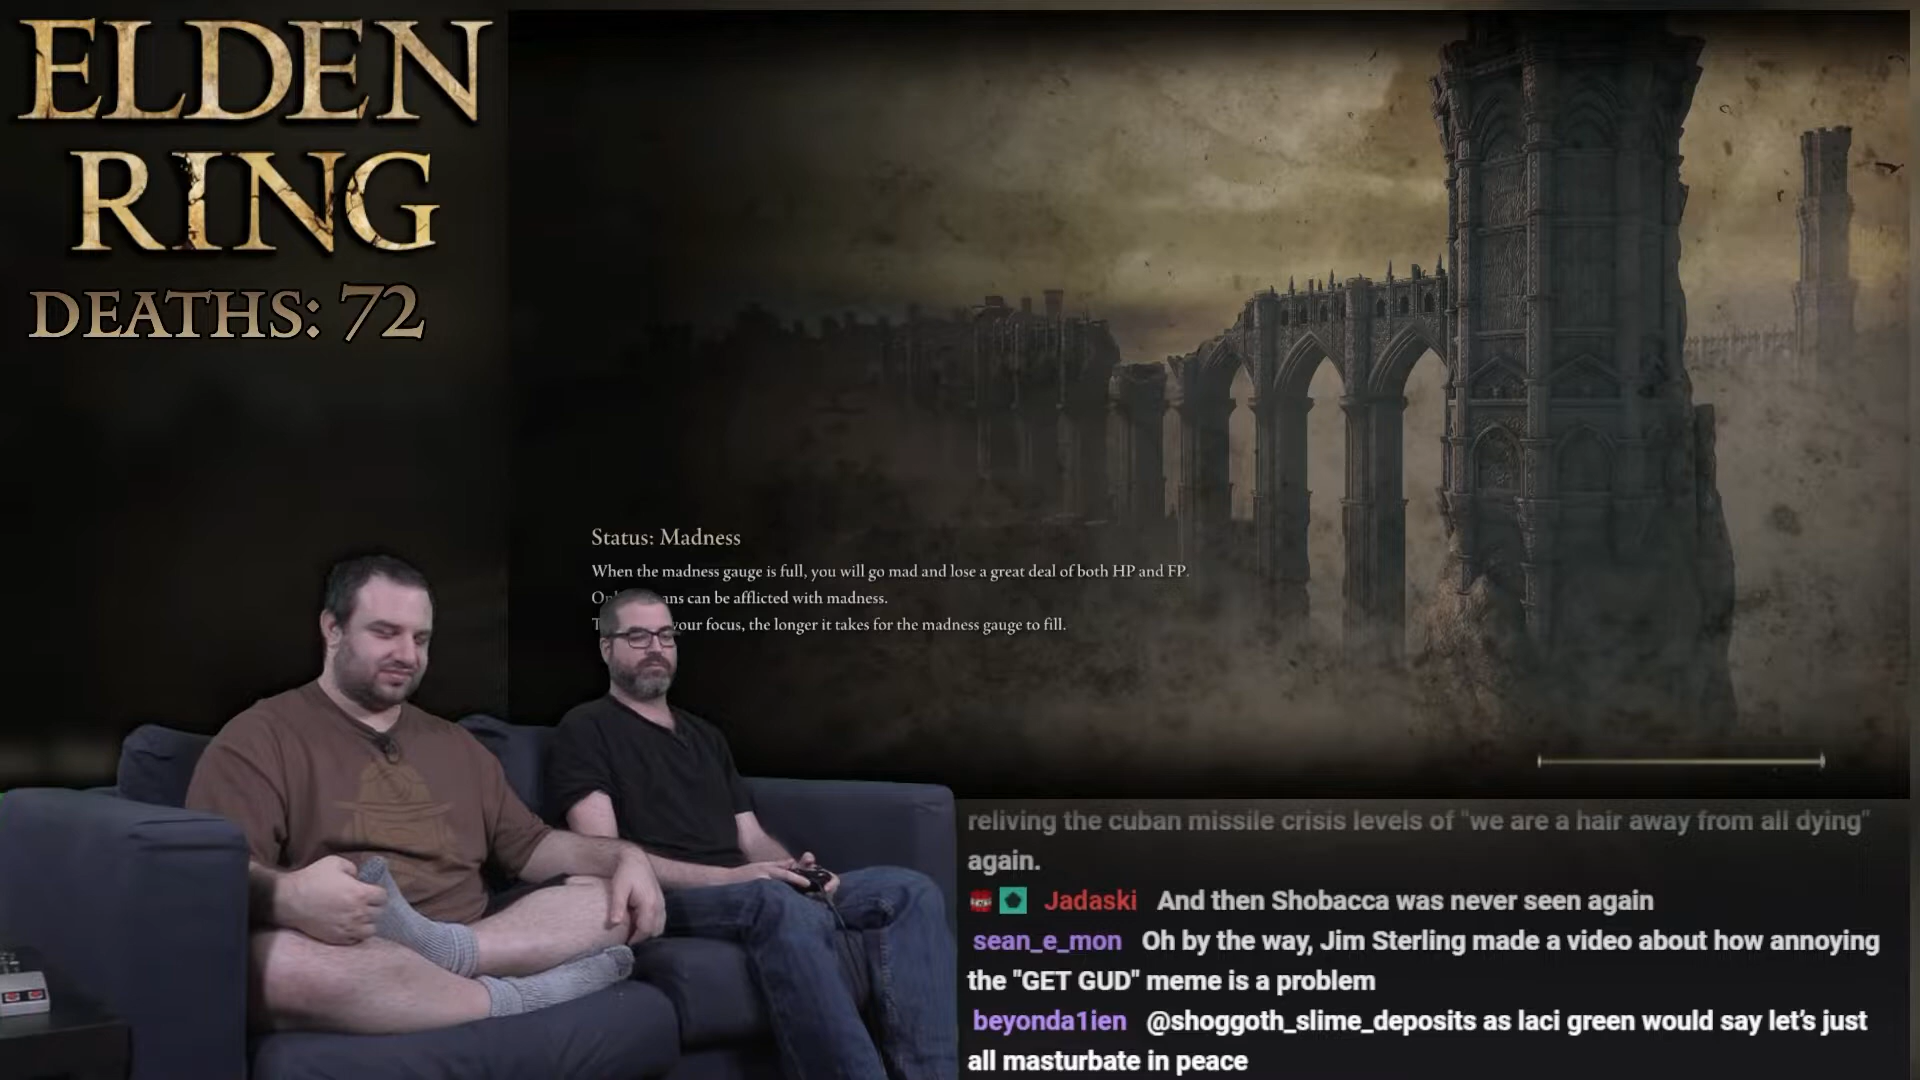 ELDEN
RING
DEATHS: 72
Status: Madness
When the madness gauge is full, you will go mad and lose a great deal of both HP and FP.
can be afflicted with madness.
your focus, the longer it takes for the madness gauge to fill.
reliving the cuban missile crisis levels of "we are a hair away from all dying"
again.
Jadaski And then Shobacca was never seen again
sean_e_mon Oh by the way, Jim Sterling made a video about how annoying
the "GET GUD" meme is a problem
beyonda1ien @shoggoth_slime_deposits as laci green would say let's just
all masturbate in peace